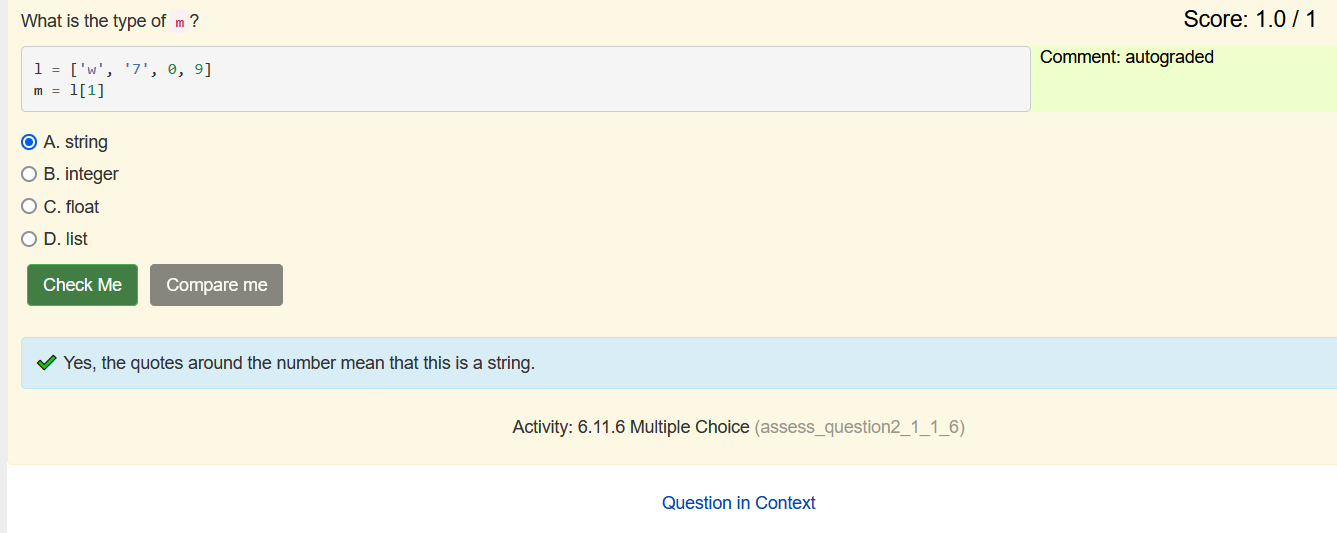 What is the type of m ?
Score: 1.0 / 1
l = ['w', '7', 0, 9]
m = l[1]
Comment: autograded
A. string
B. integer
C. float
D. list
Check Me
Compare me
Yes, the quotes around the number mean that this is a string.
Activity: 6.11.6 Multiple Choice (assess_question2_1_1_6)
Question in Context